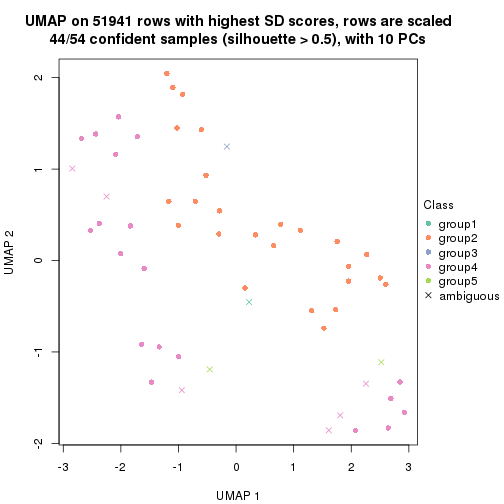 UMAP on 51941 rows with highest SD scores, rows are scaled
44/54 confident samples (silhouette > 0.5), with 10 PCs
2
1
0
-1
-2
UMAP 2
-3
-2
-1
0
1
2
3
UMAP 1
Class
group1
group2
group3
group4
group5
ambiguous